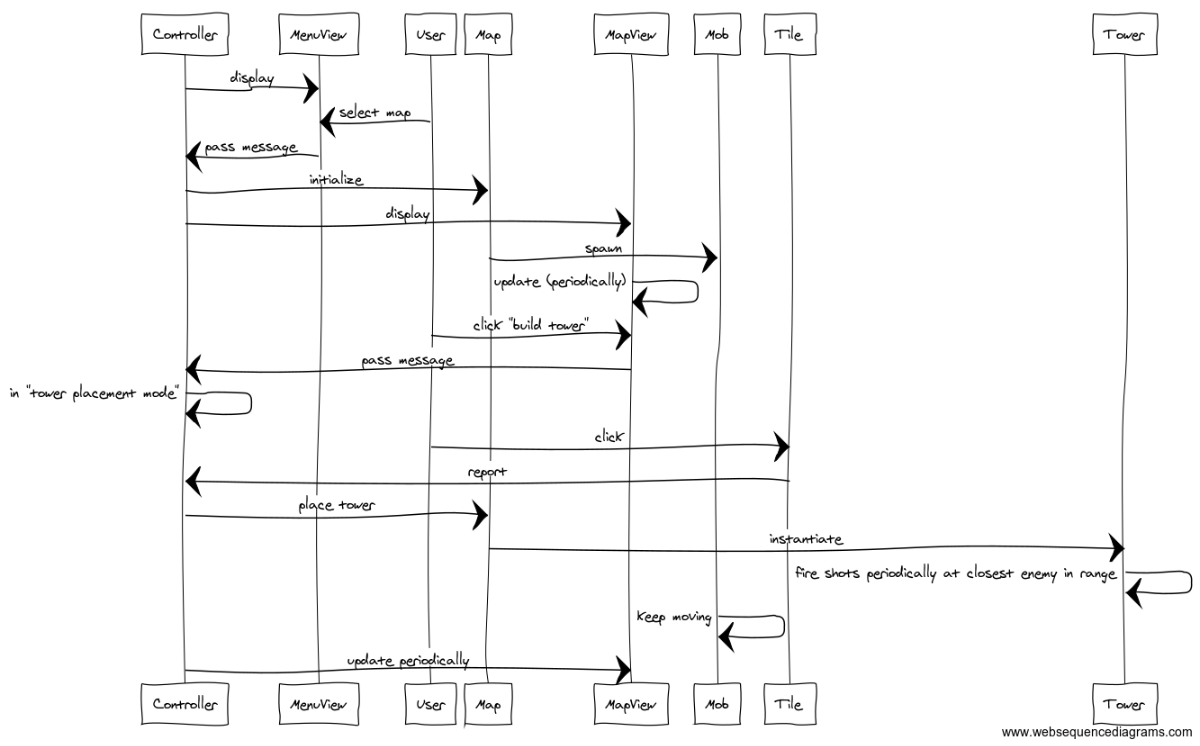 Controller MenuView User Map MapView Mob Tile Tower
display
select map
pass message
initialize
display
spawn
update (periodically)
click "build tower"
pass message
in "tower placement mode"
click
report
place tower
instantiate
fire shots periodically at closest enemy in range
keep moving
update periodically
Controller MenuView User Map MapView Mob Tile Tower
www.websequencediagrams.com